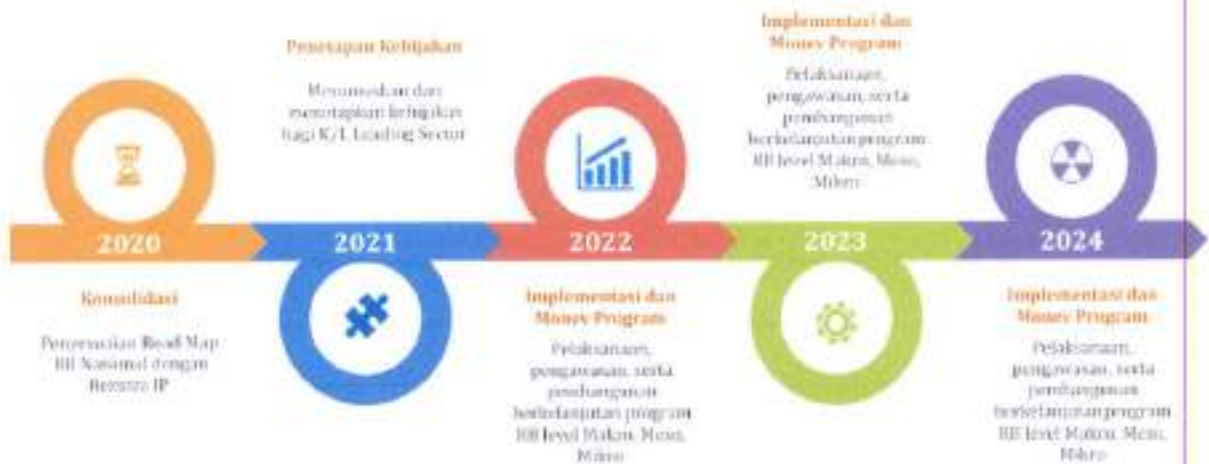 2020
Konsolidasi
Penyesuaian Road Map
RB Nasional dengan
Renstra IP
Penetapan Kebijakan
Merumuskan dan
menetapkan kebijakan
bagi K/L Leading Sector
2021
2022
Implementasi dan
Monev Program
Pelaksanaan,
pengawasan, serta
pembangunan
berkelanjutan program
RB level Makro, Meso,
Mikro
Implementasi dan
Monev Program
Pelaksanaan,
pengawasan, serta
pembangunan
berkelanjutan program
RB level Makro, Meso,
Mikro
2023
2024
Implementasi dan
Monev Program
Pelaksanaan,
pengawasan, serta
pembangunan
berkelanjutan program
RB level Makro, Meso,
Mikro